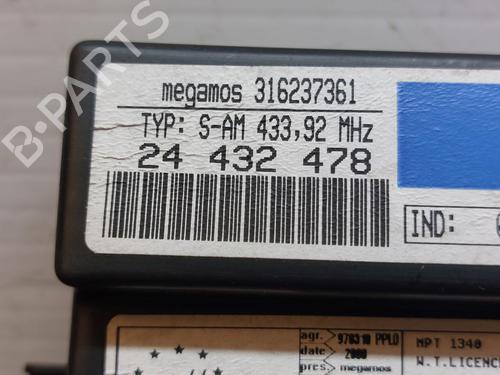 megamos 316237361
TYP: S-AM 433,92 MHz
24 432 478
IND:
agr. 970310 PPL0
date 2000
pres. megamos
MPT 1340
W.T.LICENC
B-PARTS